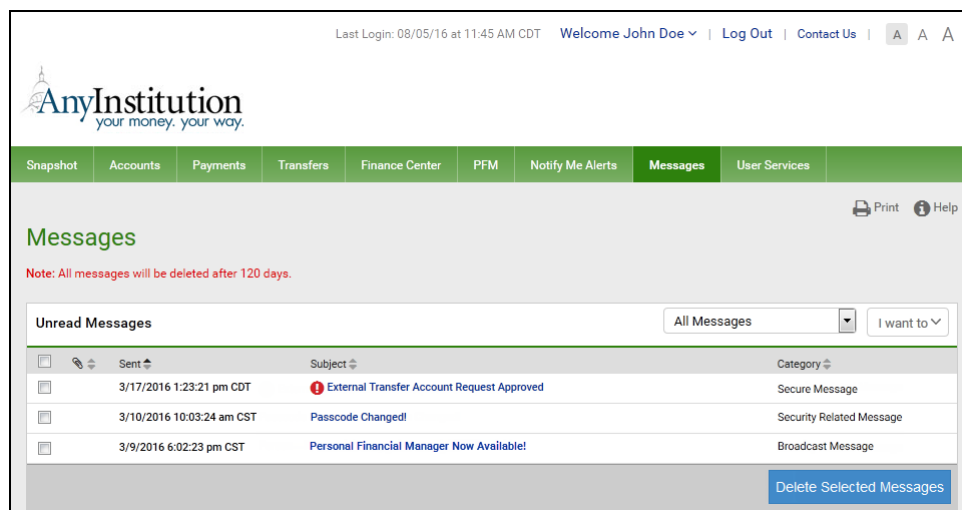 Last Login: 08/05/16 at 11:45 AM CDT Welcome John Doe | Log Out | Contact Us | A A A
AnyInstitution
your money. your way.
Snapshot Accounts Payments Transfers Finance Center PFM Notify Me Alerts Messages User Services
Print Help
Messages
Note: All messages will be deleted after 120 days.
Unread Messages All Messages I want to
Sent Subject Category
3/17/2016 1:23:21 pm CDT External Transfer Account Request Approved Secure Message
3/10/2016 10:03:24 am CST Passcode Changed! Security Related Message
3/9/2016 6:02:23 pm CST Personal Financial Manager Now Available! Broadcast Message
Delete Selected Messages